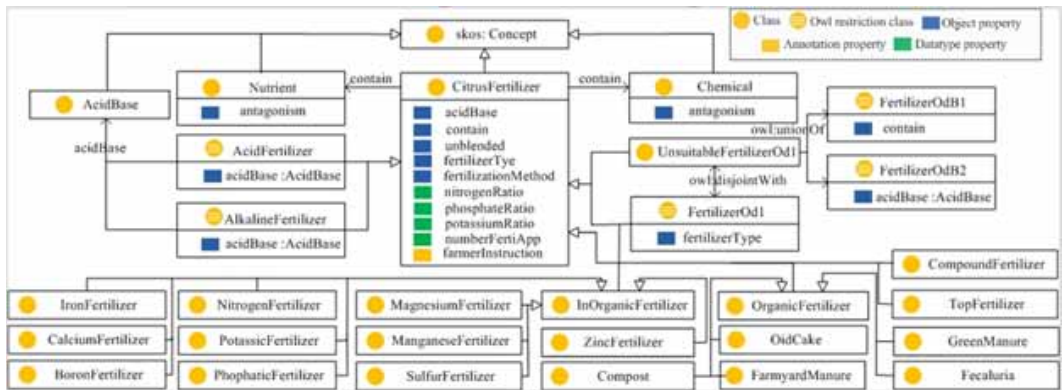 skos: Concept
Class
Owl restriction class
Object property
Annotation property
Datatype property
AcidBase
Nutrient
antagonism
contain
CitrusFertilizer
acidBase
contain
unblended
fertilizerTye
fertilizationMethod
nitrogenRatio
phosphateRatio
potassiumRatio
numberFertiApp
farmerInstruction
contain
Chemical
antagonism
FertilizerOdB1
contain
owl:unionOf
FertilizerOdB2
acidBase :AcidBase
UnsuitableFertilizerOd1
owl:disjointWith
FertilizerOd1
fertilizerType
acidBase
AcidFertilizer
acidBase :AcidBase
AlkalineFertilizer
acidBase :AcidBase
CompoundFertilizer
IronFertilizer
NitrogenFertilizer
MagnesiumFertilizer
InOrganicFertilizer
OrganicFertilizer
TopFertilizer
CalciumFertilizer
PotassicFertilizer
ManganeseFertilizer
ZincFertilizer
OidCake
GreenManure
BoronFertilizer
PhophaticFertilizer
SulfurFertilizer
Compost
FarmyardManure
Fecaluria